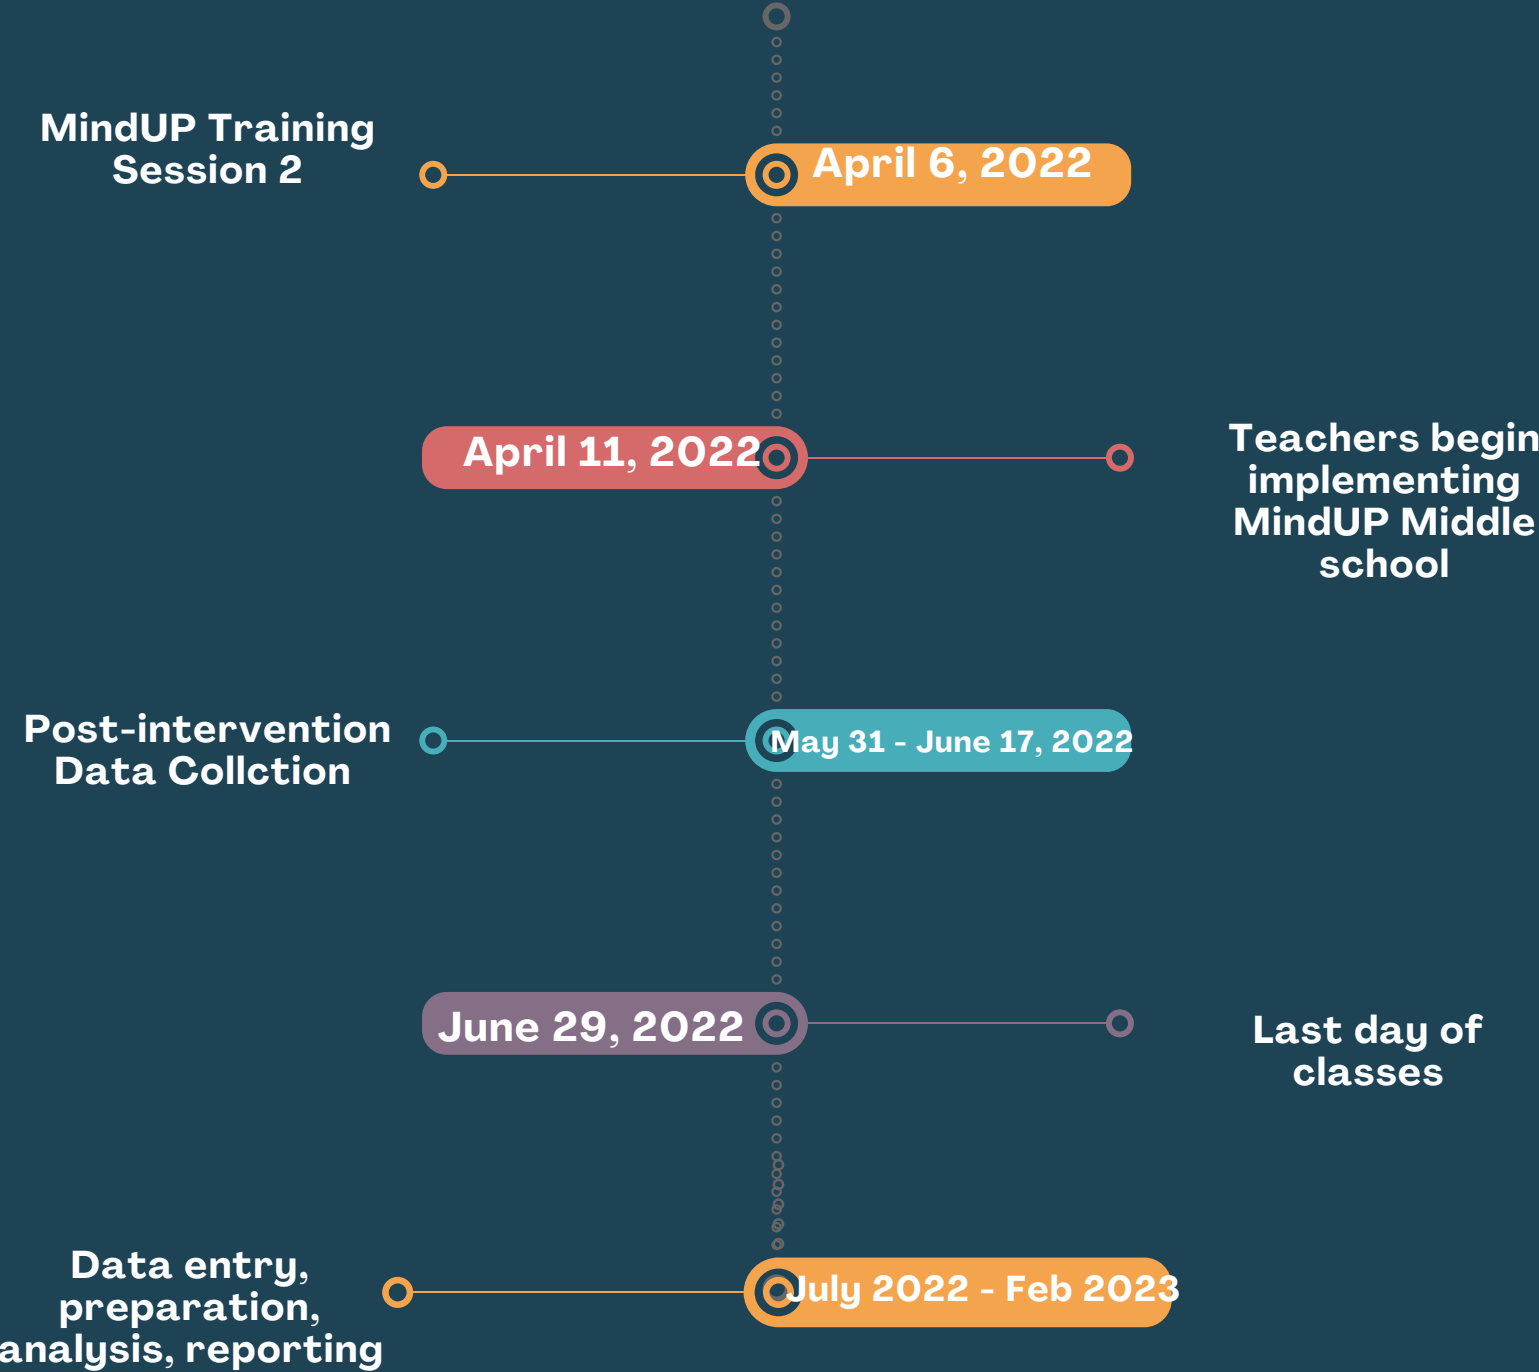 MindUP Training
Session 2
April 6, 2022
April 11, 2022
Teachers begin
implementing
MindUP Middle
school
Post-intervention
Data Collction
May 31 - June 17, 2022
June 29, 2022
Last day of
classes
Data entry,
preparation,
analysis, reporting
July 2022 - Feb 2023